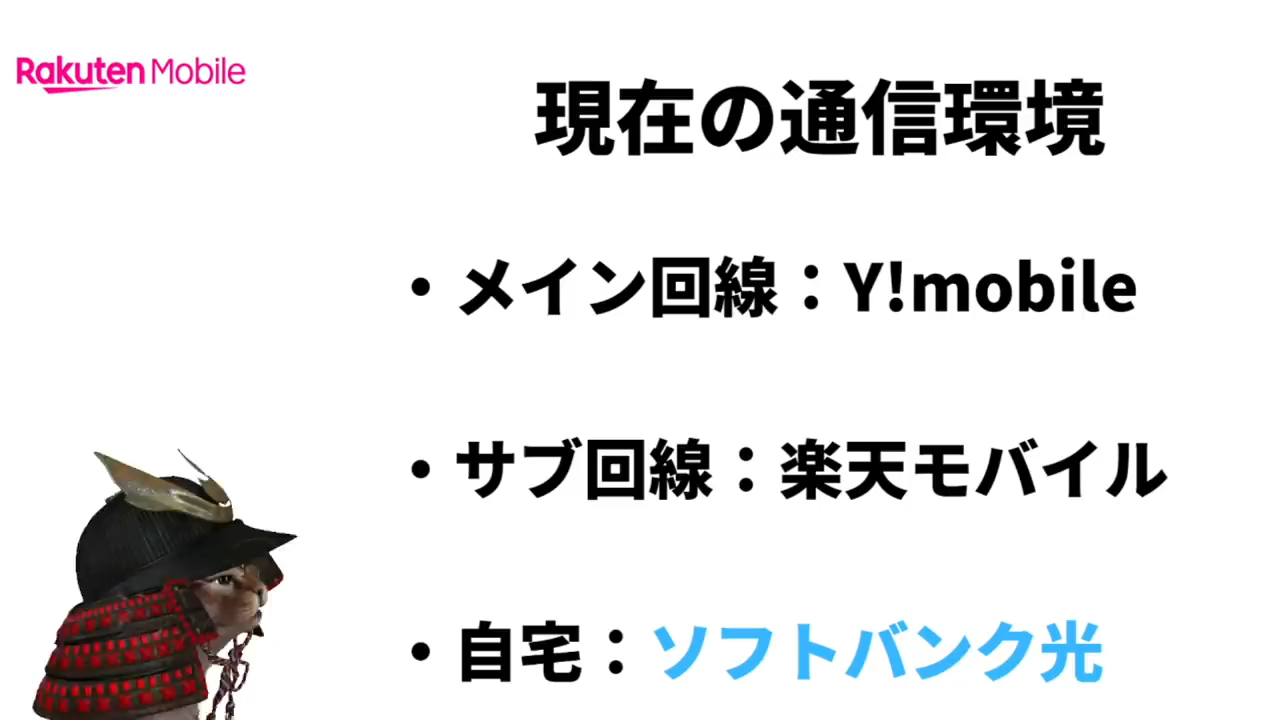 Rakuten Mobile
現在の通信環境
・メイン回線：Y!mobile
・サブ回線：楽天モバイル
・自宅：ソフトバンク光